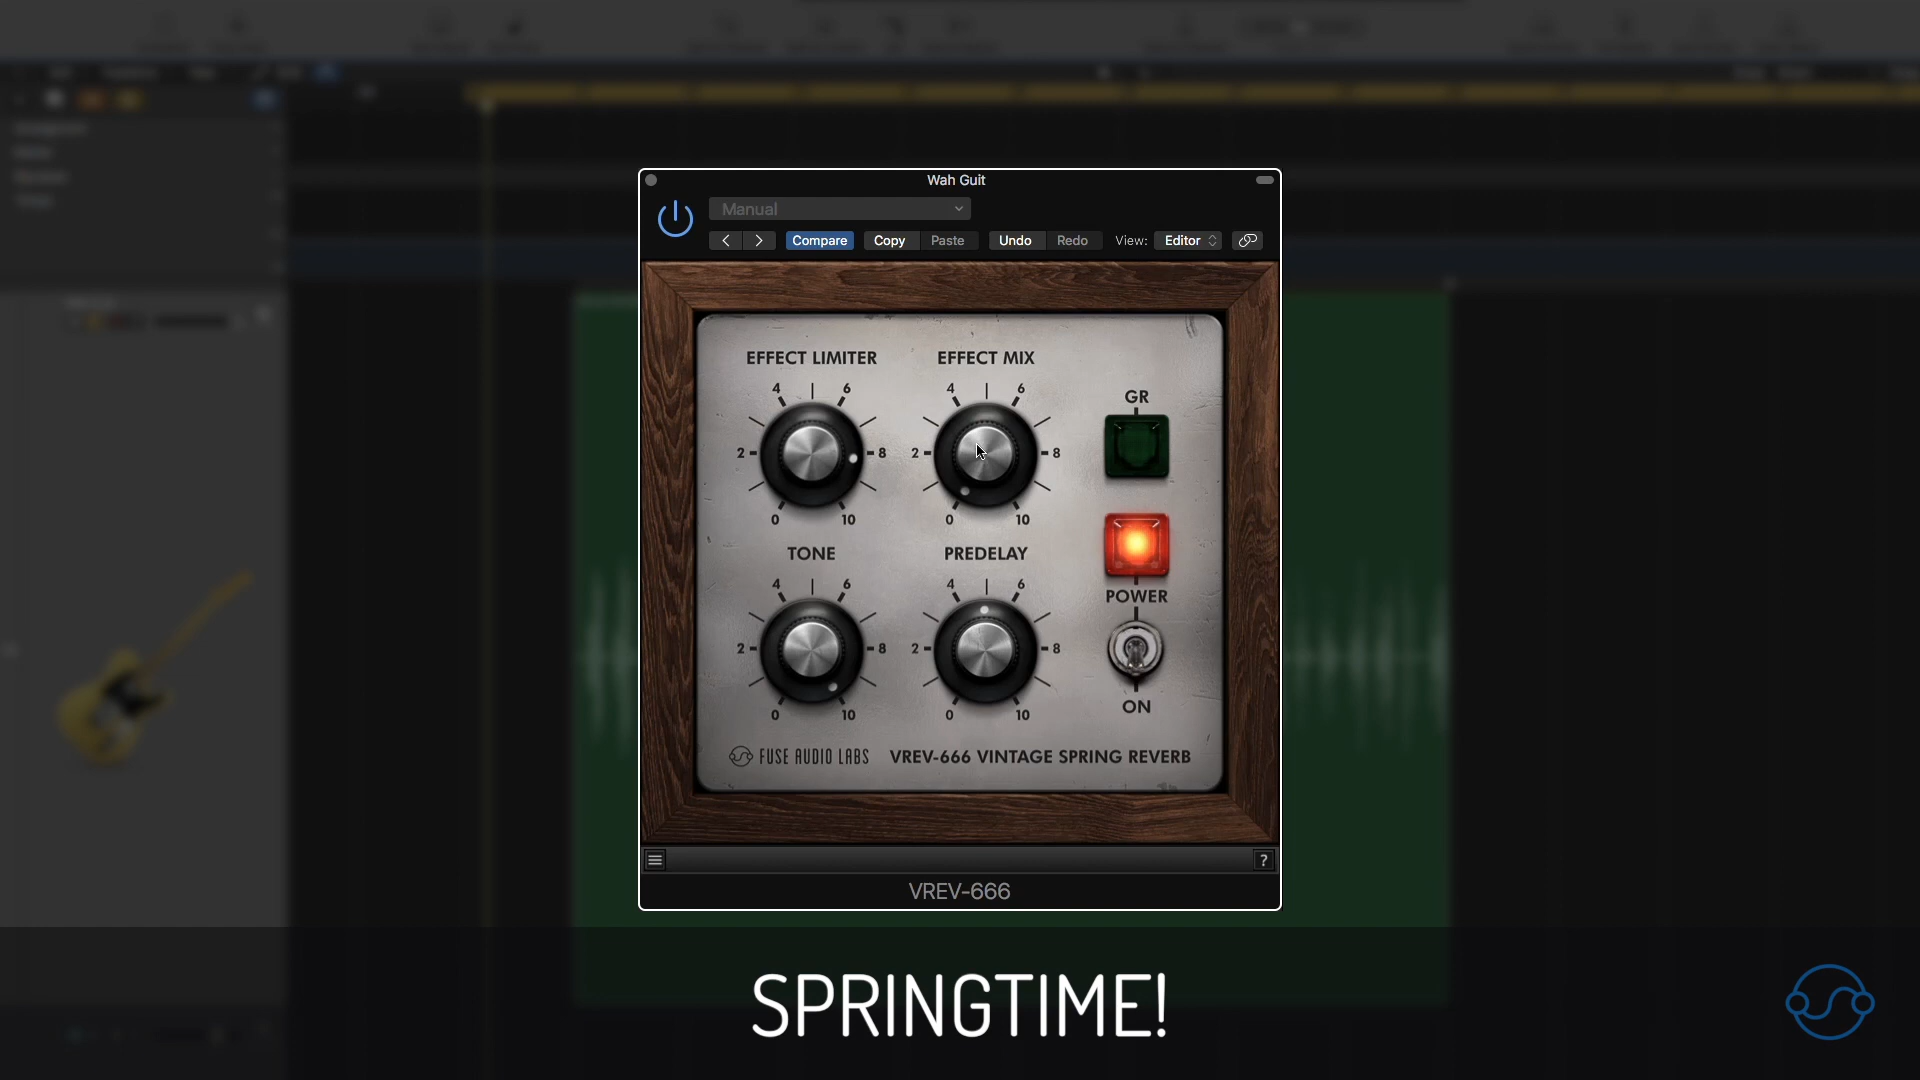 Wah Guit
Manual
Compare Copy Paste Undo Redo View: Editor
EFFECT LIMITER EFFECT MIX
4 6 4 6
GR
2 8 2 8
0 10 0 10
TONE PREDELAY
4 6 4 6
POWER
2 8 2 8
ON
0 10 0 10
FUSE AUDIO LABS VREV-666 VINTAGE SPRING REVERB
?
VREV-666
SPRINGTIME!